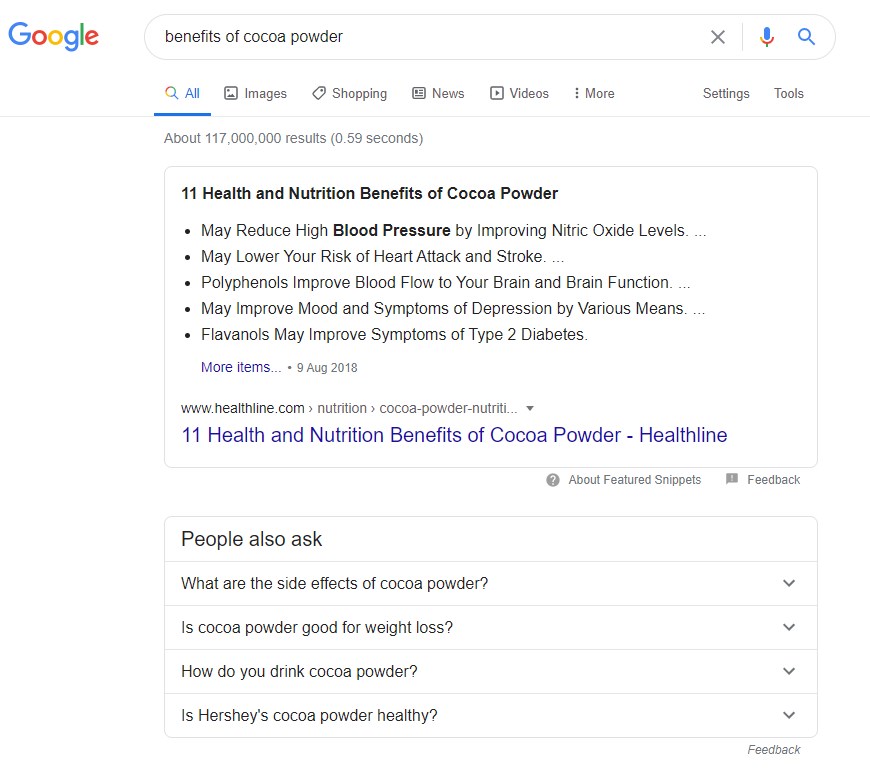 Google
benefits of cocoa powder
All Images Shopping News Videos More Settings Tools
About 117,000,000 results (0.59 seconds)
11 Health and Nutrition Benefits of Cocoa Powder
• May Reduce High Blood Pressure by Improving Nitric Oxide Levels. ...
• May Lower Your Risk of Heart Attack and Stroke. ...
• Polyphenols Improve Blood Flow to Your Brain and Brain Function. ...
• May Improve Mood and Symptoms of Depression by Various Means. ...
• Flavanols May Improve Symptoms of Type 2 Diabetes.
More items... • 9 Aug 2018
www.healthline.com › nutrition › cocoa-powder-nutriti...
11 Health and Nutrition Benefits of Cocoa Powder - Healthline
About Featured Snippets Feedback
People also ask
What are the side effects of cocoa powder?
Is cocoa powder good for weight loss?
How do you drink cocoa powder?
Is Hershey's cocoa powder healthy?
Feedback